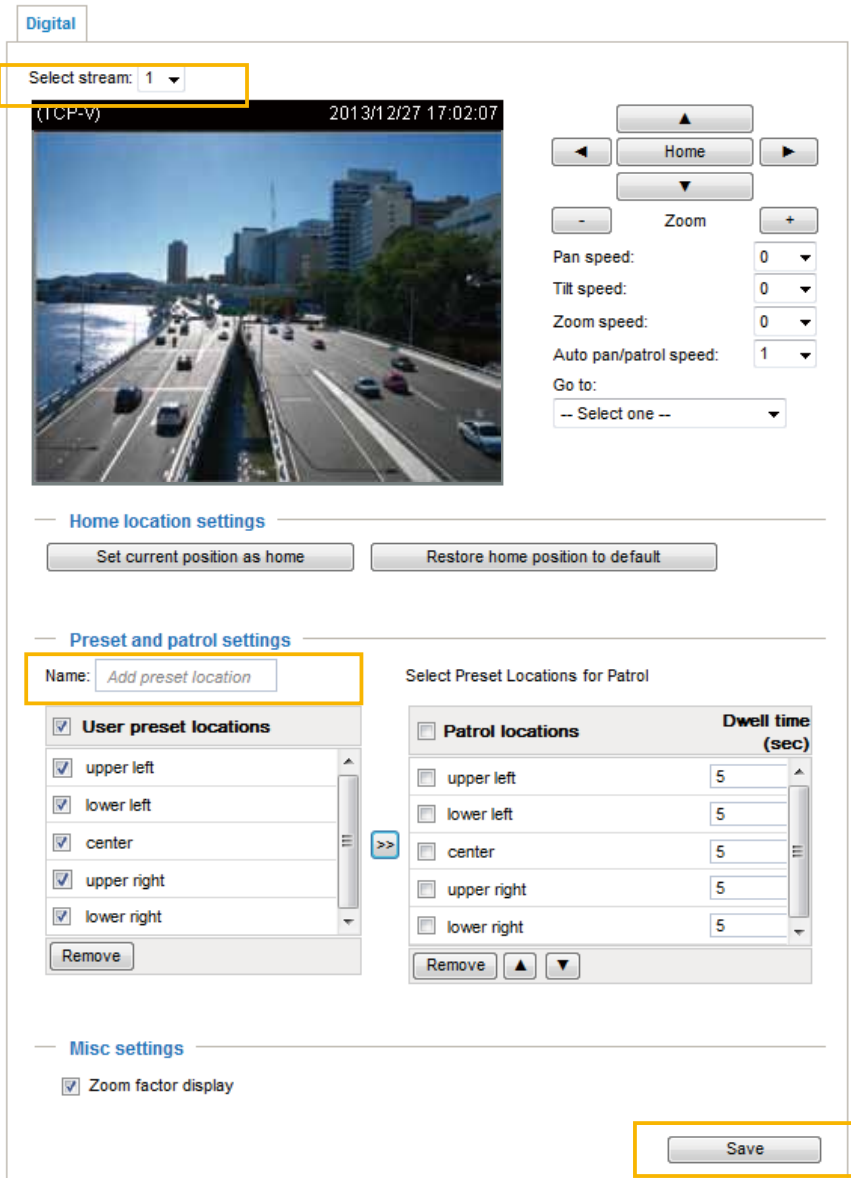 Digital
Select stream: 1
(TCP-V) 2013/12/27 17:02:07
Home
- Zoom +
Pan speed: 0
Tilt speed: 0
Zoom speed: 0
Auto pan/patrol speed: 1
Go to:
-- Select one --
Home location settings
Set current position as home Restore home position to default
Preset and patrol settings
Name: Add preset location
Select Preset Locations for Patrol
User preset locations
upper left
lower left
center
upper right
lower right
Remove
>>
Patrol locations Dwell time
(sec)
upper left 5
lower left 5
center 5
upper right 5
lower right 5
Remove
Misc settings
Zoom factor display
Save